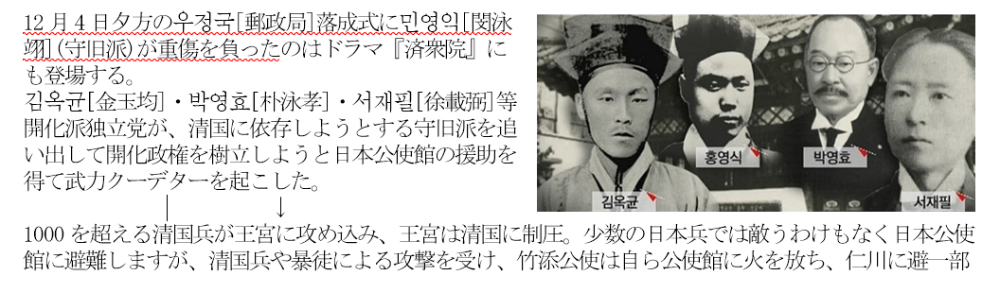 12月4日夕方の우정국[郵政局]落成式に민영익[閔泳
翊](守旧派)が重傷を負ったのはドラマ『済衆院』に
も登場する。
김옥균[金玉均]・박영효[朴泳孝]・서재필[徐載弼]等
開化派独立党が、清国に依存しようとする守旧派を追
い出して開化政権を樹立しようと日本公使館の援助を
得て武力クーデターを起こした。
홍영식
박영효
김옥균
서재필
↓
1000を超える清国兵が王宮に攻め込み、王宮は清国に制圧。少数の日本兵では敵うわけもなく日本公使
館に避難しますが、清国兵や暴徒による攻撃を受け、竹添公使は自ら公使館に火を放ち、仁川に避一部